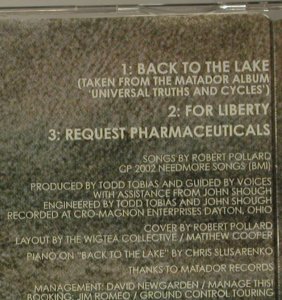 1: BACK TO THE LAKE
(TAKEN FROM THE MATADOR ALBUM
'UNIVERSAL TRUTHS AND CYCLES')
2: FOR LIBERTY
3: REQUEST PHARMACEUTICALS
SONGS BY ROBERT POLLARD
CP 2002 NEEDMORE SONGS (BMI)
PRODUCED BY TODD TOBIAS AND GUIDED BY VOICES
WITH ASSISTANCE FROM JOHN SHOUGH
ENGINEERED BY TODD TOBIAS AND JOHN SHOUGH
RECORDED AT CRO-MAGNON ENTERPRISES DAYTON, OHIO
COVER BY ROBERT POLLARD
LAYOUT BY THE WIGTEA COLLECTIVE / MATTHEW COOPER
PIANO ON "BACK TO THE LAKE" BY CHRIS SLUSARENKO
THANKS TO MATADOR RECORDS
MANAGEMENT: DAVID NEWGARDEN / MANAGE THIS!
BOOKING: JIM ROMEO / GROUND CONTROL TOURING